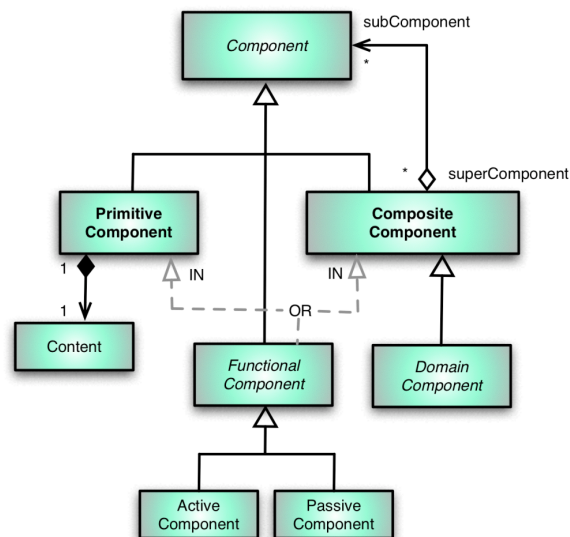 subComponent
Component
*
* superComponent
Primitive
Component
Composite
Component
1
IN
IN
1
OR
Content
Functional
Component
Domain
Component
Active
Component
Passive
Component